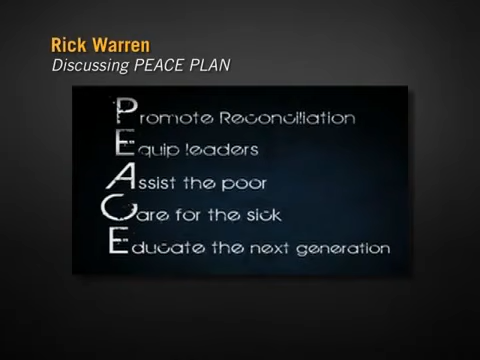 Rick Warren
Discussing PEACE PLAN
Promote Reconciliation
Equip leaders
Assist the poor
Care for the sick
Educate the next generation